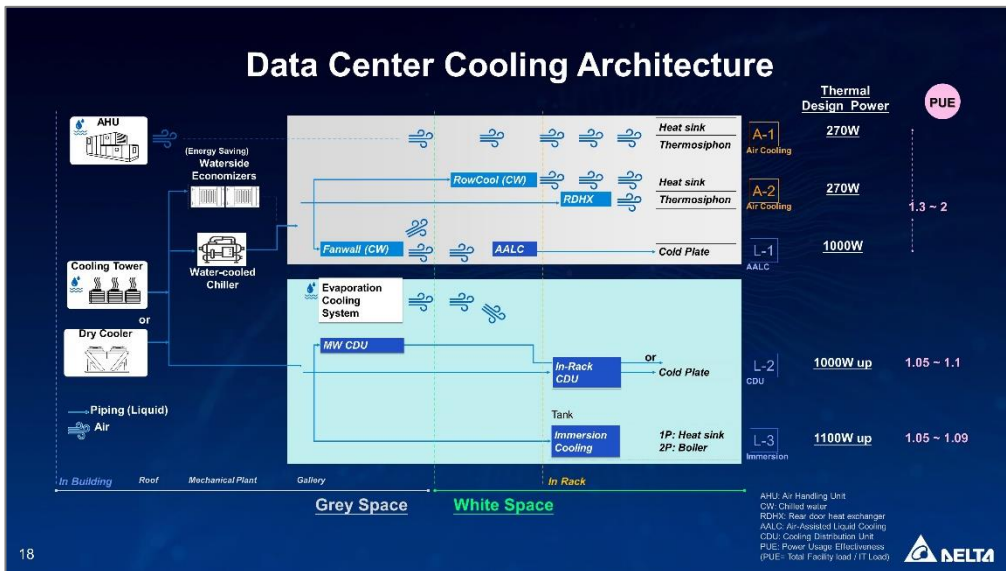 Data Center Cooling Architecture
Thermal
Design Power
PUE
AHU
Heat sink
Thermosiphon
A-1
Air Cooling
270W
(Energy Saving)
Waterside
Economizers
RowCool (CW)
RDHX
Heat sink
Thermosiphon
A-2
Air Cooling
270W
1.3 ~ 2
Fanwall (CW)
AALC
Cold Plate
L-1
AALC
1000W
Water-cooled
Chiller
Cooling Tower
or
Dry Cooler
Evaporation
Cooling
System
MW CDU
In-Rack
CDU
or
Cold Plate
L-2
CDU
1000W up
1.05 ~ 1.1
Tank
Immersion
Cooling
1P: Heat sink
2P: Boiler
L-3
Immersion
1100W up
1.05 ~ 1.09
Piping (Liquid)
Air
In Building
Roof
Mechanical Plant
Gallery
In Rack
Grey Space
White Space
AHU: Air Handling Unit
CW: Chilled water
RDHX: Rear door heat exchanger
AALC: Air-Assisted Liquid Cooling
CDU: Cooling Distribution Unit
PUE: Power Usage Effectiveness
(PUE= Total Facility load / IT Load)
18
DELTA